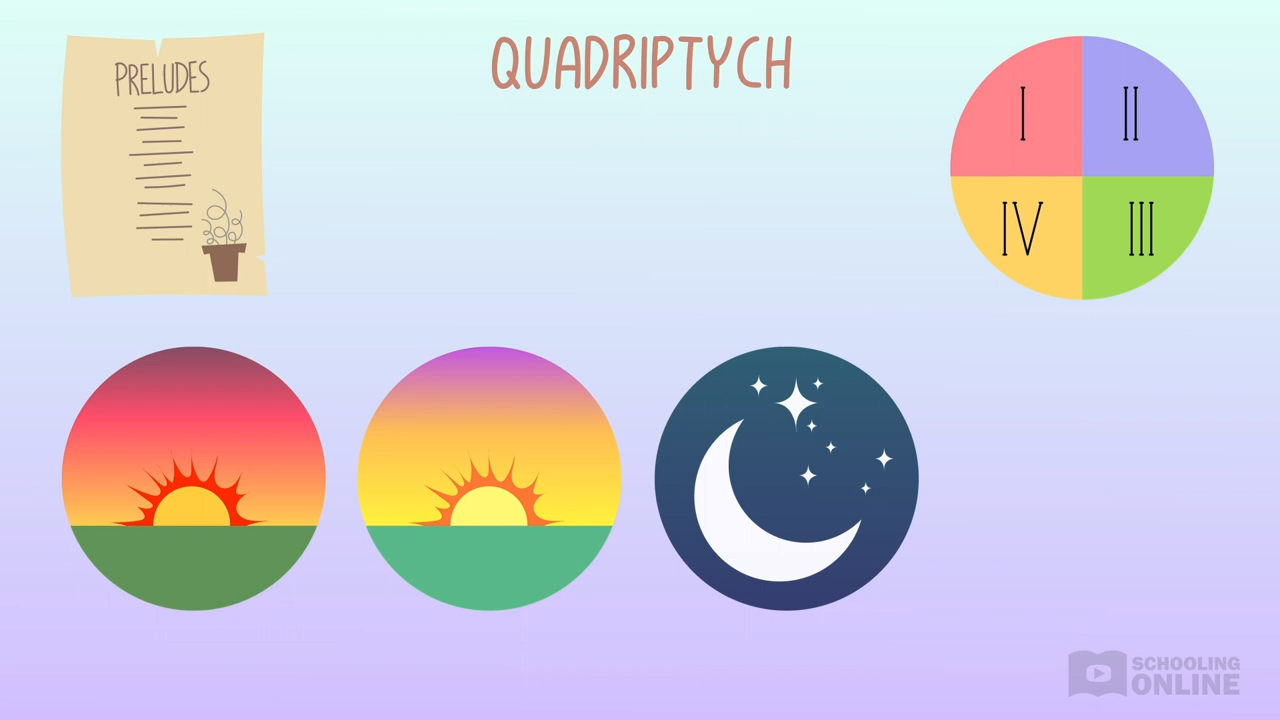 QUADRIPTYCH
PRELUDES
I
II
IV
III
SCHOOLING
ONLINE